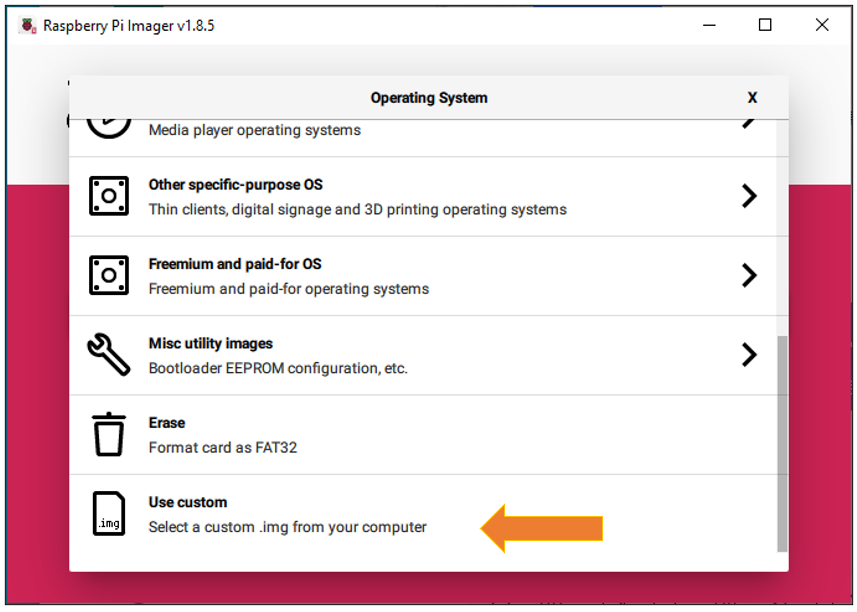 Raspberry Pi Imager v1.8.5
Operating System
X
Media player operating systems
Other specific-purpose OS
Thin clients, digital signage and 3D printing operating systems
Freemium and paid-for OS
Freemium and paid-for operating systems
Misc utility images
Bootloader EEPROM configuration, etc.
Erase
Format card as FAT32
Use custom
.img
Select a custom .img from your computer